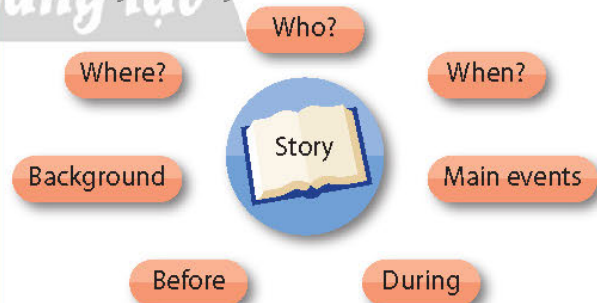 Who?
Where?
When?
Story
Background
Main events
Before
During